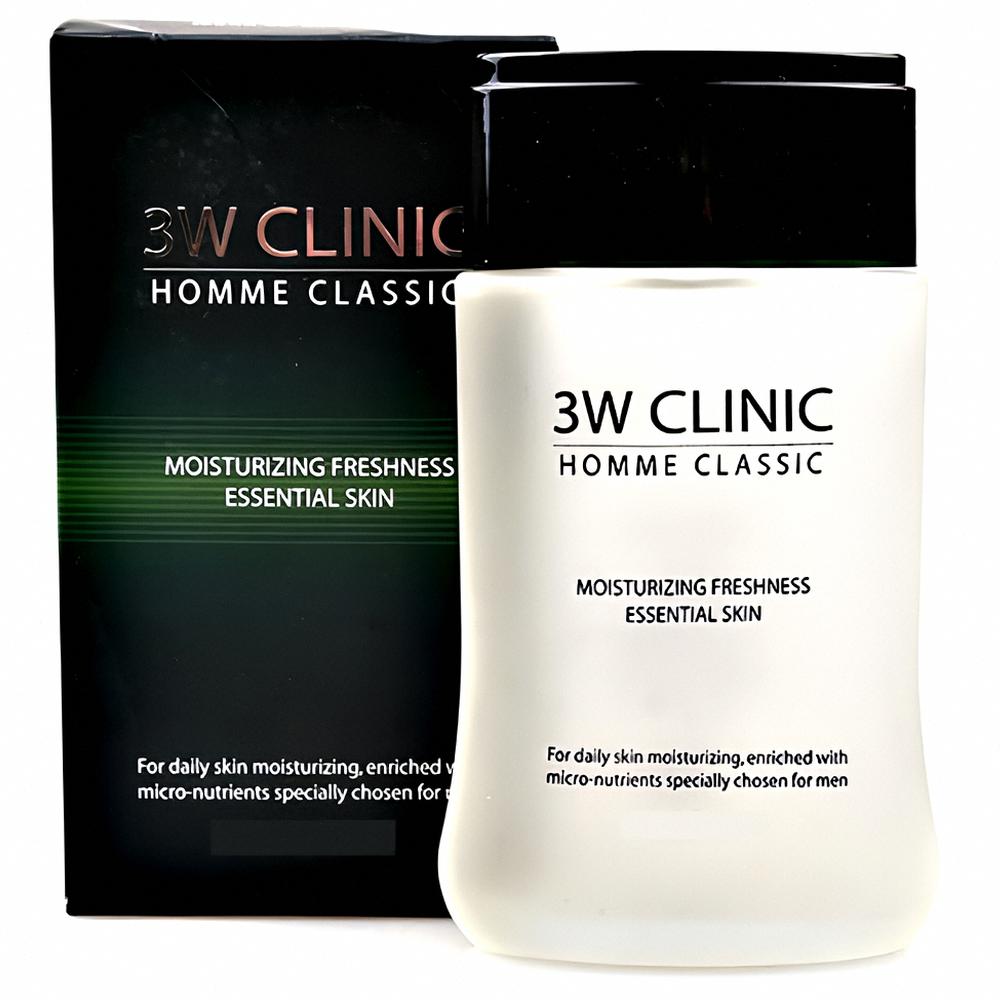 3W CLINIC
HOMME CLASSIC
MOISTURIZING FRESHNESS
ESSENTIAL SKIN
For daily skin moisturizing, enriched
micro-nutrients specially chosen for
3W CLINIC
HOMME CLASSIC
MOISTURIZING FRESHNESS
ESSENTIAL SKIN
For daily skin moisturizing, enriched with
micro-nutrients specially chosen for men